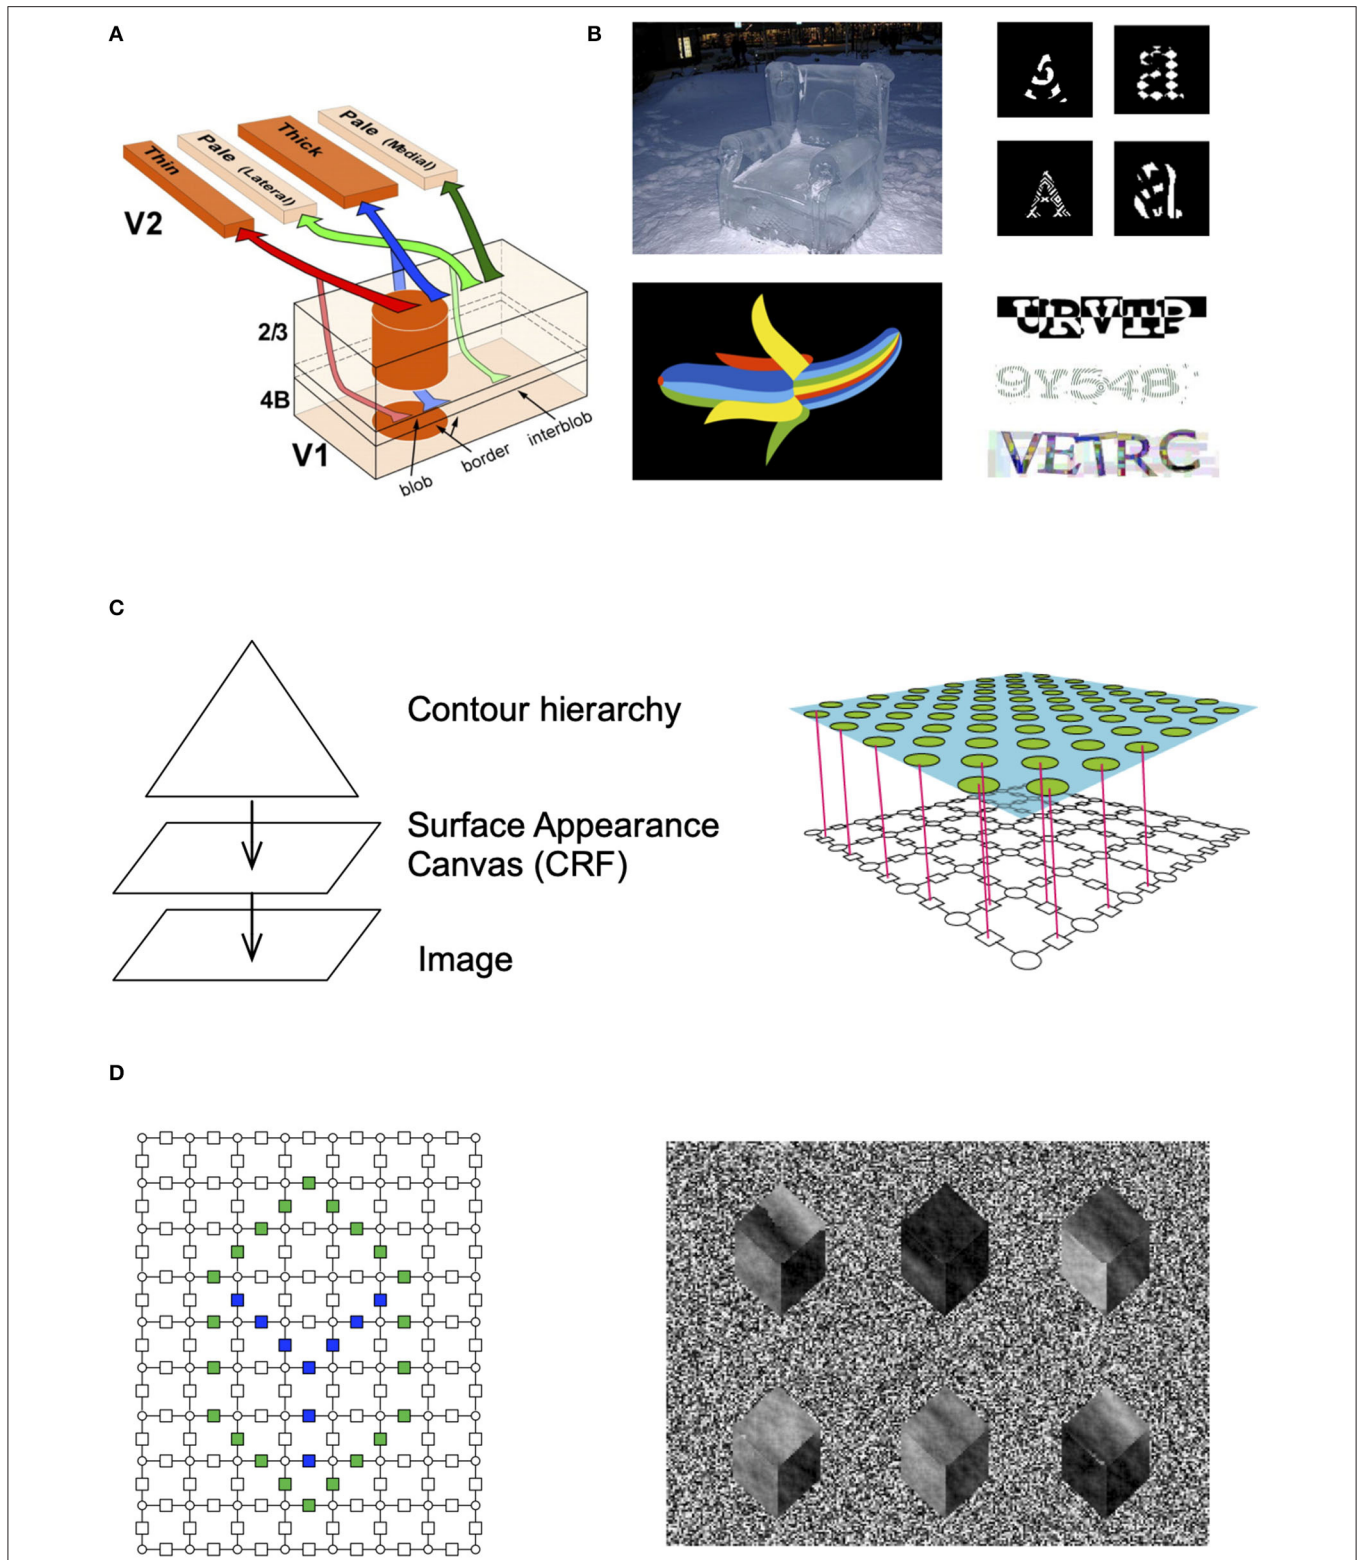 A
B
Thin
Pale (Lateral)
Thick
Pale (Medial)
V2
2/3
4B
V1
blob
border
interblob
a
A
a
URVTP
9Y548
VETRC
C
Contour hierarchy
Surface Appearance
Canvas (CRF)
Image
D